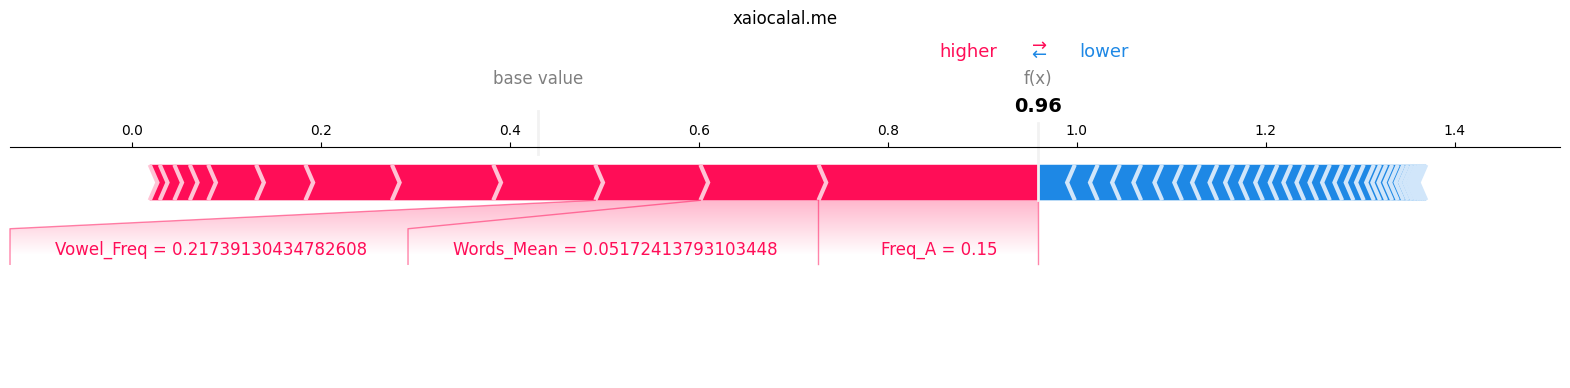 xaiocalal.me
higher → ← lower
base value f(x)
0.96
0.0 0.2 0.4 0.6 0.8 1.0 1.2 1.4
Vowel_Freq = 0.21739130434782608 Words_Mean = 0.05172413793103448 Freq_A = 0.15